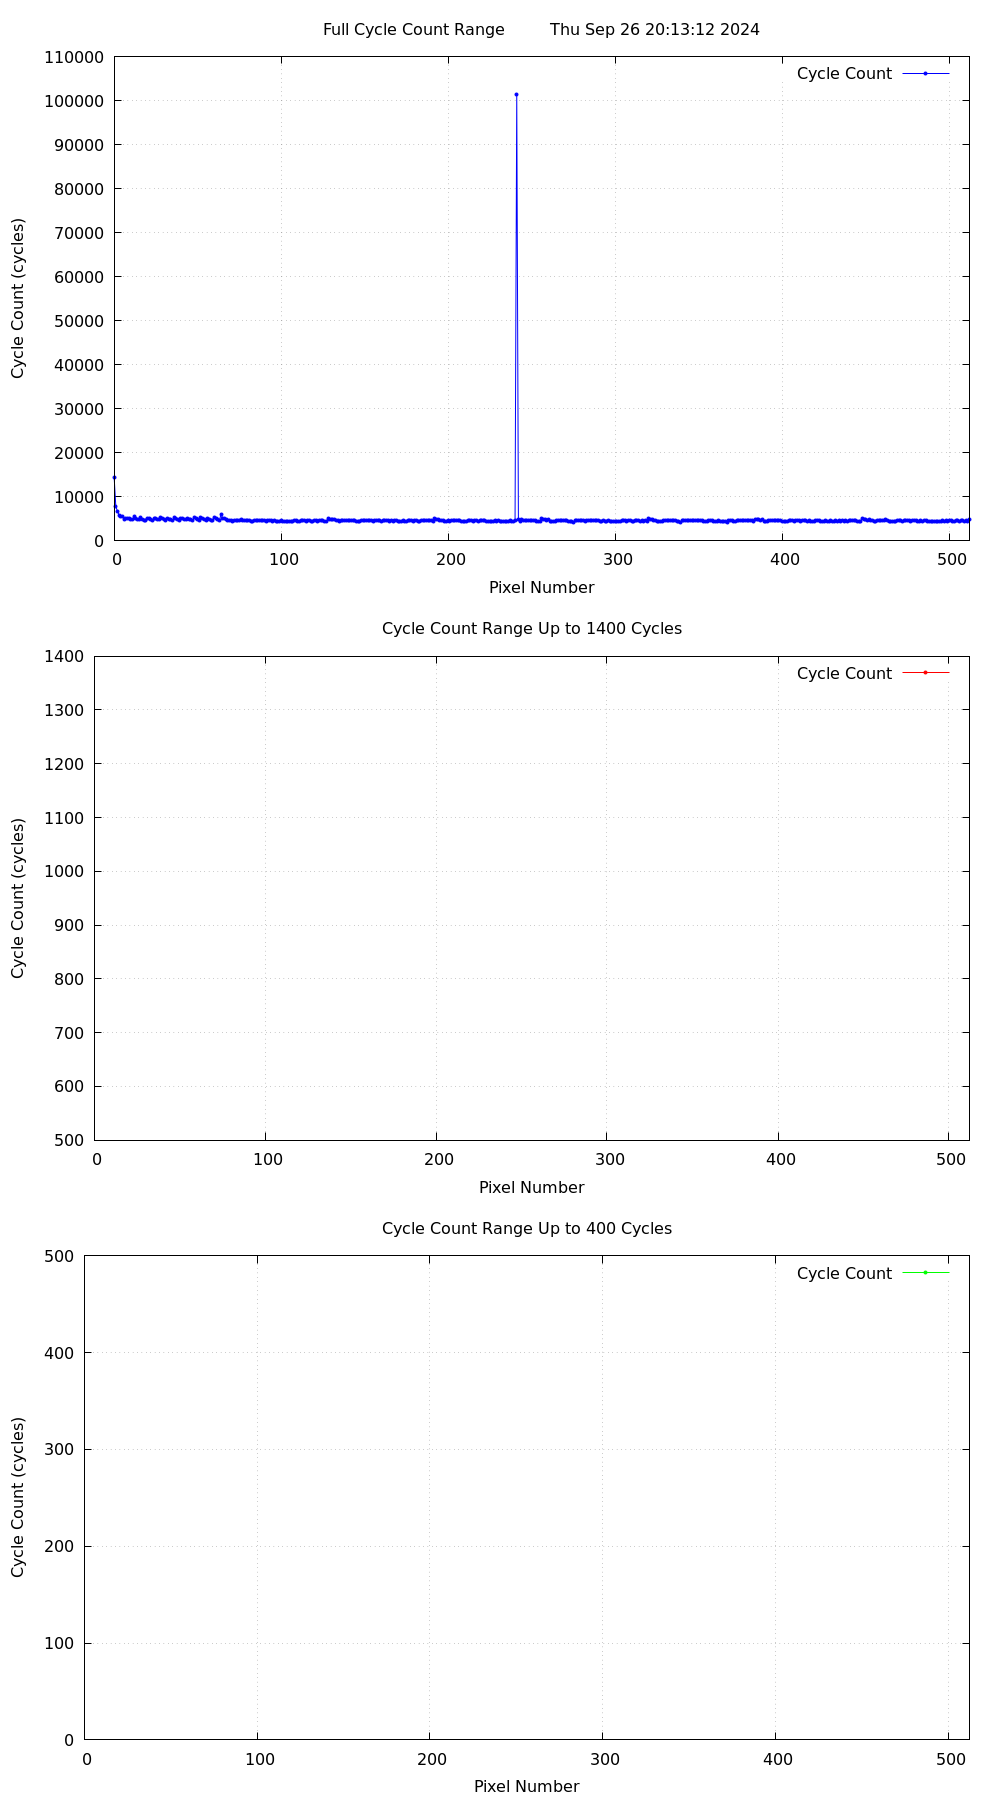 Full Cycle Count Range Thu Sep 26 20:13:12 2024
Cycle Count
110000
100000
90000
80000
70000
60000
50000
40000
30000
20000
10000
0
Cycle Count (cycles)
0 100 200 300 400 500
Pixel Number
Cycle Count Range Up to 1400 Cycles
Cycle Count
1400
1300
1200
1100
1000
900
800
700
600
500
Cycle Count (cycles)
0 100 200 300 400 500
Pixel Number
Cycle Count Range Up to 400 Cycles
Cycle Count
500
400
300
200
100
0
Cycle Count (cycles)
0 100 200 300 400 500
Pixel Number